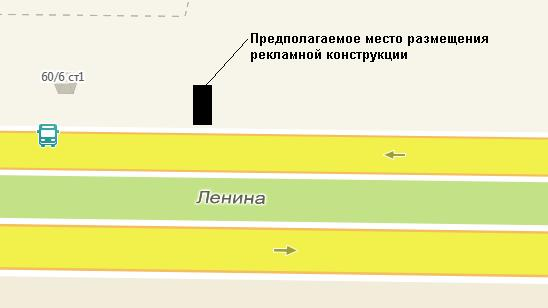 Предполагаемое место размещения
рекламной конструкции
60/6 ст1
Ленина